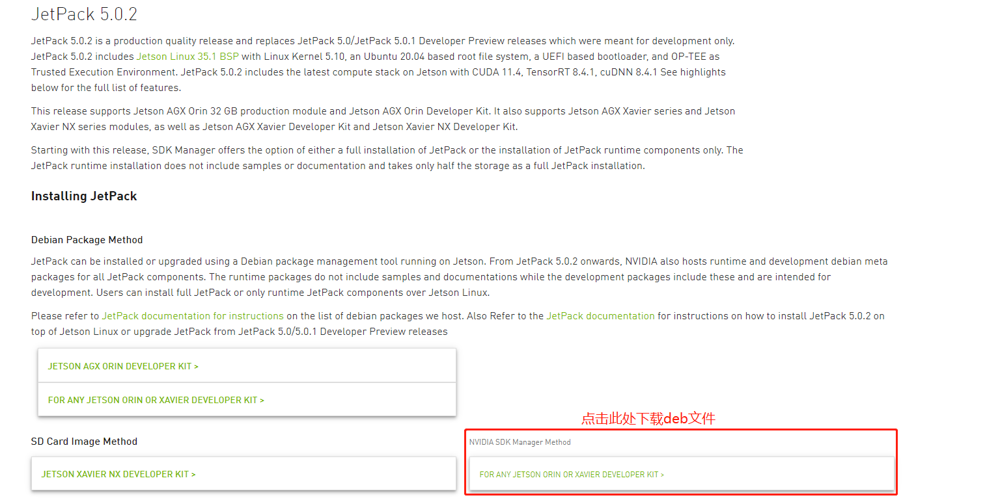 JetPack 5.0.2
JetPack 5.0.2 is a production quality release and replaces JetPack 5.0/JetPack 5.0.1 Developer Preview releases which were meant for development only.
JetPack 5.0.2 includes Jetson Linux 35.1 BSP with Linux Kernel 5.10, an Ubuntu 20.04 based root file system, a UEFI based bootloader, and OP-TEE as
Trusted Execution Environment. JetPack 5.0.2 includes the latest compute stack on Jetson with CUDA 11.4, TensorRT 8.4.1, cuDNN 8.4.1 See highlights
below for the full list of features.
This release supports Jetson AGX Orin 32 GB production module and Jetson AGX Orin Developer Kit. It also supports Jetson AGX Xavier series and Jetson
Xavier NX series modules, as well as Jetson AGX Xavier Developer Kit and Jetson Xavier NX Developer Kit.
Starting with this release, SDK Manager offers the option of either a full installation of JetPack or the installation of JetPack runtime components only. The
JetPack runtime installation does not include samples or documentation and takes only half the storage as a full JetPack installation.
Installing JetPack
Debian Package Method
JetPack can be installed or upgraded using a Debian package management tool running on Jetson. From JetPack 5.0.2 onwards, NVIDIA also hosts runtime and development debian meta
packages for all JetPack components. The runtime packages do not include samples and documentations while the development packages include these and are intended for
development. Users can install full JetPack or only runtime JetPack components over Jetson Linux.
Please refer to JetPack documentation for instructions on the list of debian packages we host. Also Refer to the JetPack documentation for instructions on how to install JetPack 5.0.2 on
top of Jetson Linux or upgrade JetPack from JetPack 5.0/5.0.1 Developer Preview releases
JETSON AGX ORIN DEVELOPER KIT >
FOR ANY JETSON ORIN OR XAVIER DEVELOPER KIT >
点击此处下载deb文件
SD Card Image Method
JETSON XAVIER NX DEVELOPER KIT >
NVIDIA SDK Manager Method
FOR ANY JETSON ORIN OR XAVIER DEVELOPER KIT >